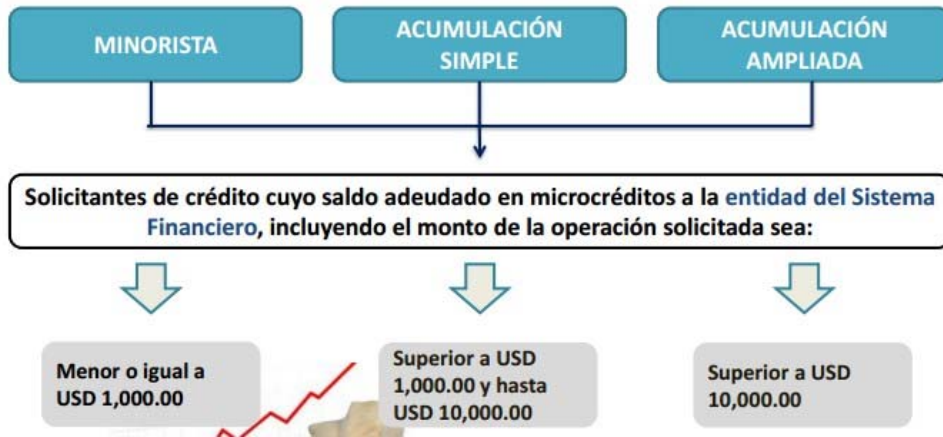 MINORISTA
ACUMULACIÓN
SIMPLE
ACUMULACIÓN
AMPLIADA
Solicitantes de crédito cuyo saldo adeudado en microcréditos a la entidad del Sistema
Financiero, incluyendo el monto de la operación solicitada sea:
Menor o igual a
USD 1,000.00
Superior a USD
1,000.00 y hasta
USD 10,000.00
Superior a USD
10,000.00